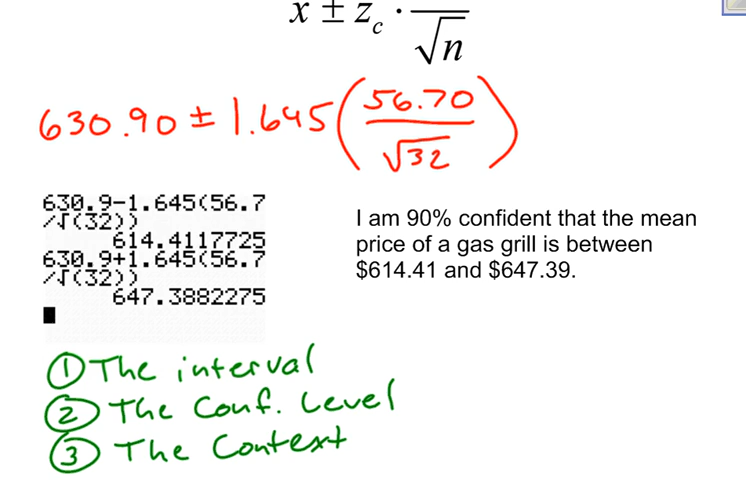 x ± z_c · ─
√n
630.90 ± 1.645(56.70/√32)
630.9-1.645(56.7
/√(32))
614.4117725
630.9+1.645(56.7
/√(32))
647.3882275
I am 90% confident that the mean
price of a gas grill is between
$614.41 and $647.39.
① The interval
② The Conf. Level
③ The Context